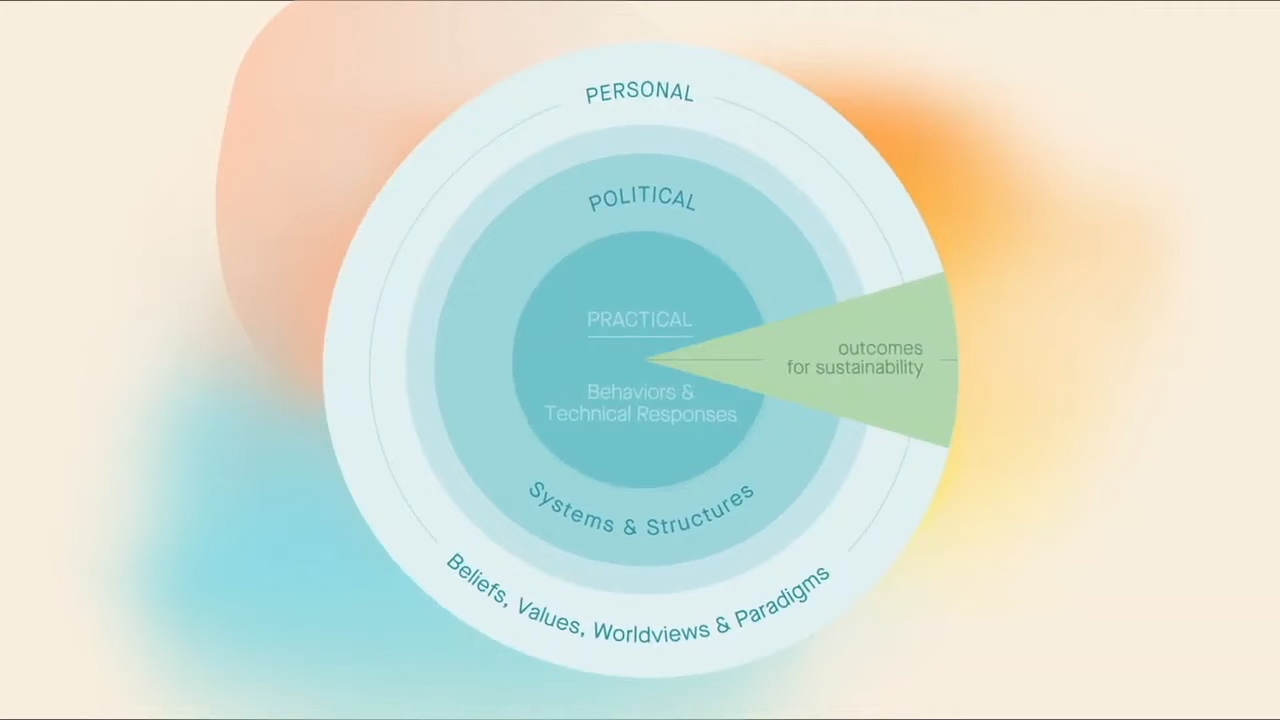 PERSONAL
POLITICAL
PRACTICAL
outcomes
for sustainability
Behaviors &
Technical Responses
Systems & Structures
Beliefs, Values, Worldviews & Paradigms